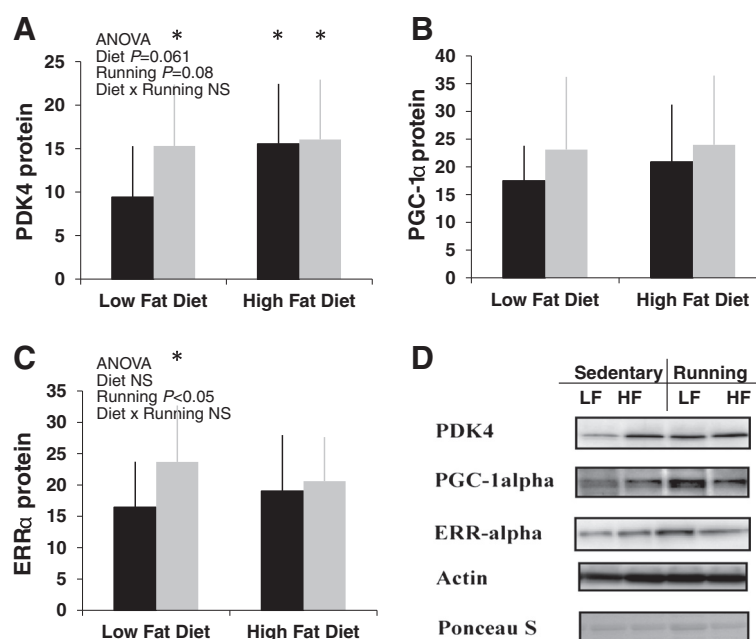 A
ANOVA
Diet P=0.061
Running P=0.08
Diet x Running NS
* * *
PDK4 protein
25
20
15
10
5
0
Low Fat Diet High Fat Diet
B
PGC-1α protein
40
35
30
25
20
15
10
5
0
Low Fat Diet High Fat Diet
C
ANOVA
Diet NS
Running P<0.05
Diet x Running NS
*
ERRα protein
35
30
25
20
15
10
5
0
Low Fat Diet High Fat Diet
D
Sedentary Running
LF HF LF HF
PDK4
PGC-1alpha
ERR-alpha
Actin
Ponceau S